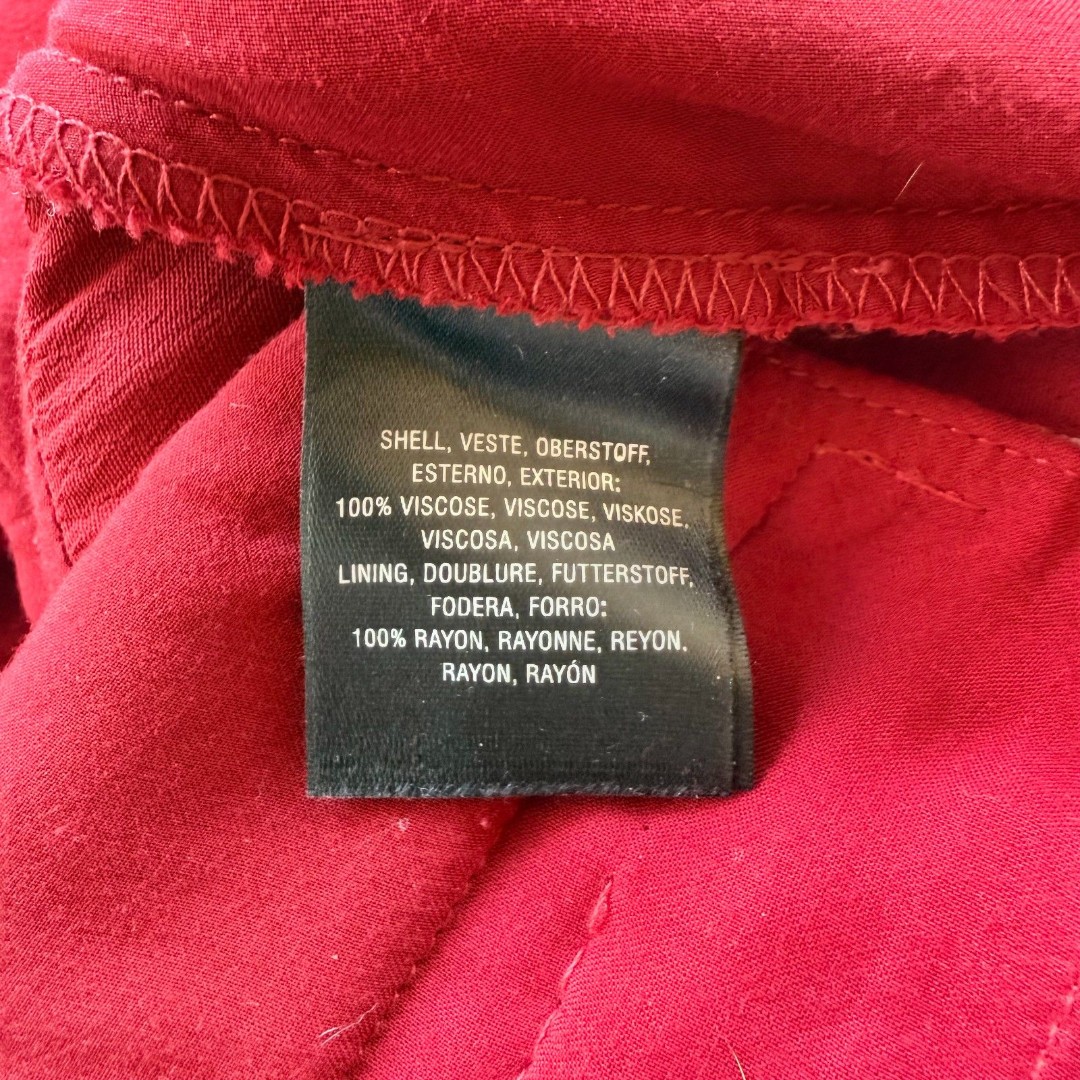 SHELL, VESTE, OBERSTOFF,
ESTERNO, EXTERIOR:
100% VISCOSE, VISCOSE, VISKOSE,
VISCOSA, VISCOSA
LINING, DOUBLURE, FUTTERSTOFF,
FODERA, FORRO:
100% RAYON, RAYONNE, REYON,
RAYON, RAYÓN